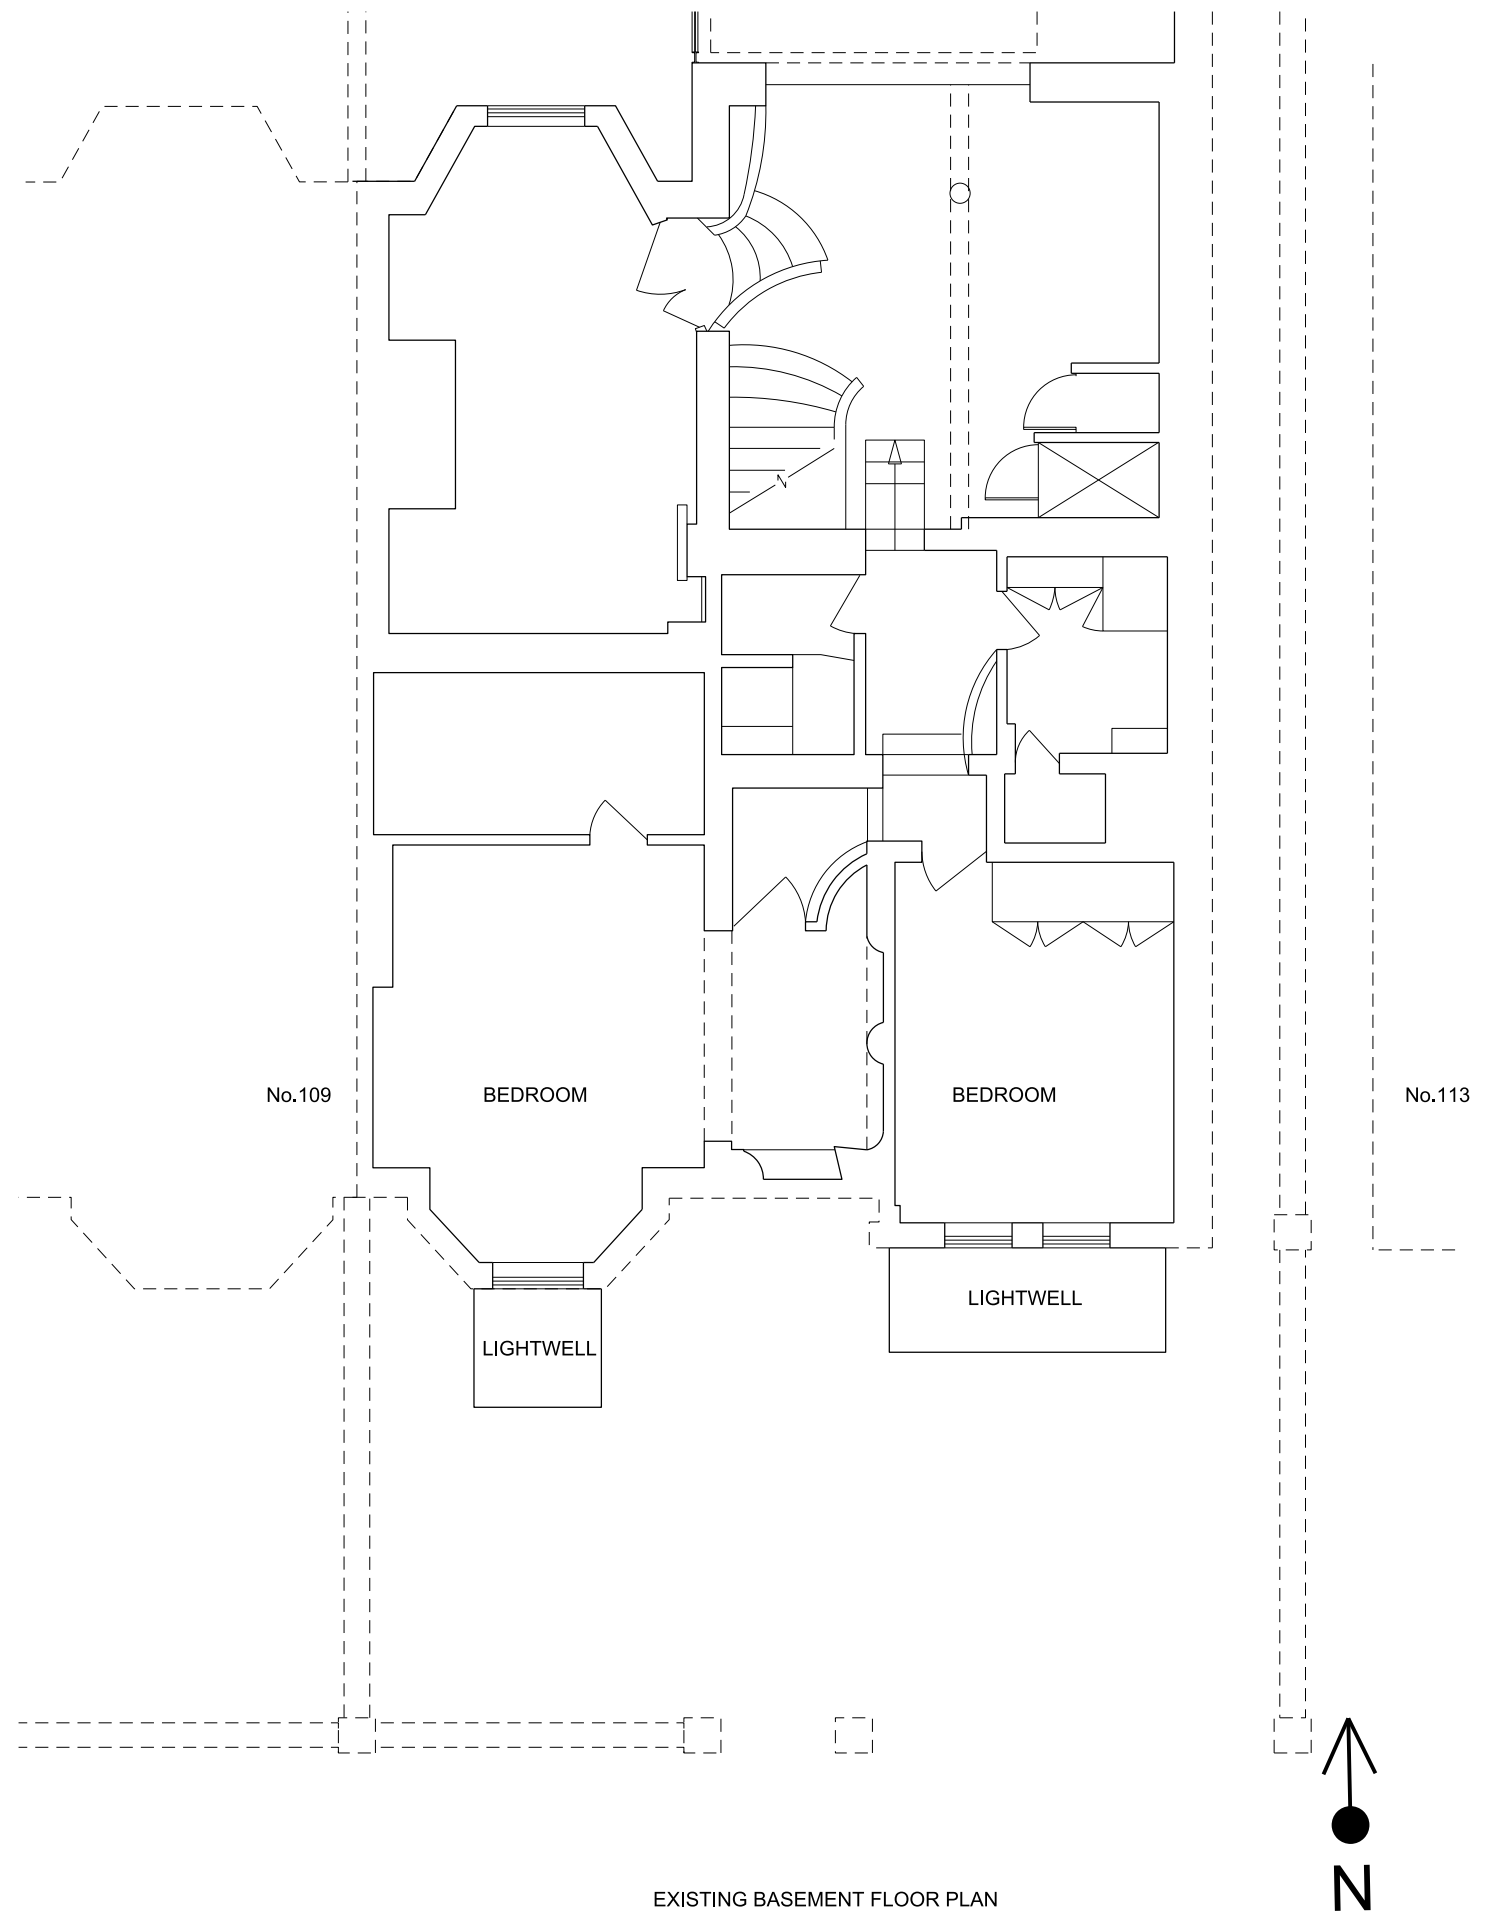 No.109
BEDROOM
BEDROOM
No.113
LIGHTWELL
LIGHTWELL
N
EXISTING BASEMENT FLOOR PLAN